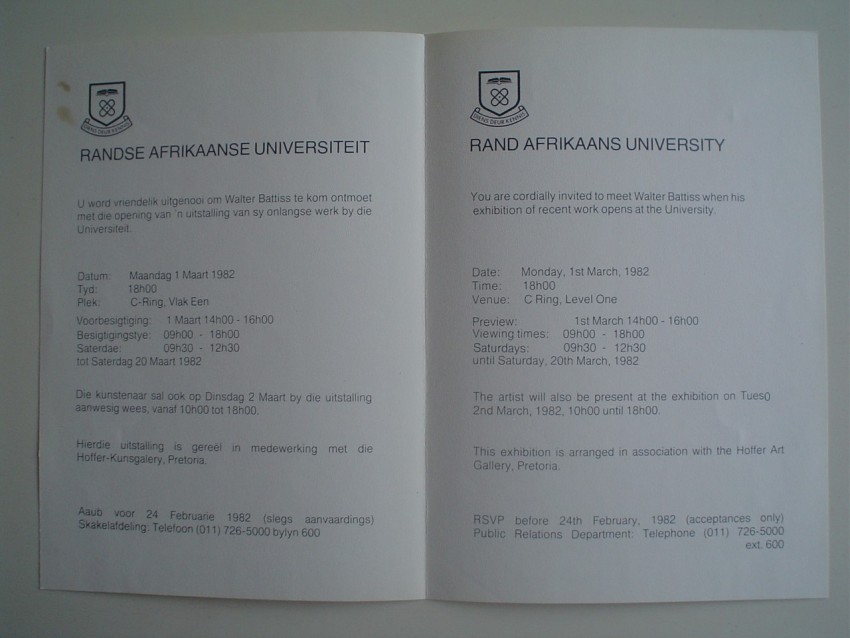 DIENS DEUR KENNIS
RANDSE AFRIKAANSE UNIVERSITEIT
U word vriendelik uitgenooi om Walter Battiss te kom ontmoet
met die opening van 'n uitstalling van sy onlangse werk by die
Universiteit.
Datum: Maandag 1 Maart 1982
Tyd: 18h00
Plek: C-Ring, Vlak Een
Voorbesigtiging: 1 Maart 14h00 - 16h00
Besigtigingstye: 09h00 - 18h00
Saterdae: 09h30 - 12h30
tot Saterdag 20 Maart 1982
Die kunstenaar sal ook op Dinsdag 2 Maart by die uitstalling
aanwesig wees, vanaf 10h00 tot 18h00.
Hierdie uitstalling is gereël in medewerking met die
Hoffer-Kunsgalery, Pretoria.
Aaub voor 24 Februarie 1982 (slegs aanvaardings)
Skakelafdeling: Telefoon (011) 726-5000 bylyn 600
DIENS DEUR KENNIS
RAND AFRIKAANS UNIVERSITY
You are cordially invited to meet Walter Battiss when his
exhibition of recent work opens at the University.
Date: Monday, 1st March, 1982
Time: 18h00
Venue: C Ring, Level One
Preview: 1st March 14h00 - 16h00
Viewing times: 09h00 - 18h00
Saturdays: 09h30 - 12h30
until Saturday, 20th March, 1982
The artist will also be present at the exhibition on Tues()
2nd March, 1982, 10h00 until 18h00.
This exhibition is arranged in association with the Hoffer Art
Gallery, Pretoria.
RSVP before 24th February, 1982 (acceptances only)
Public Relations Department: Telephone (011) 726-5000
ext. 600